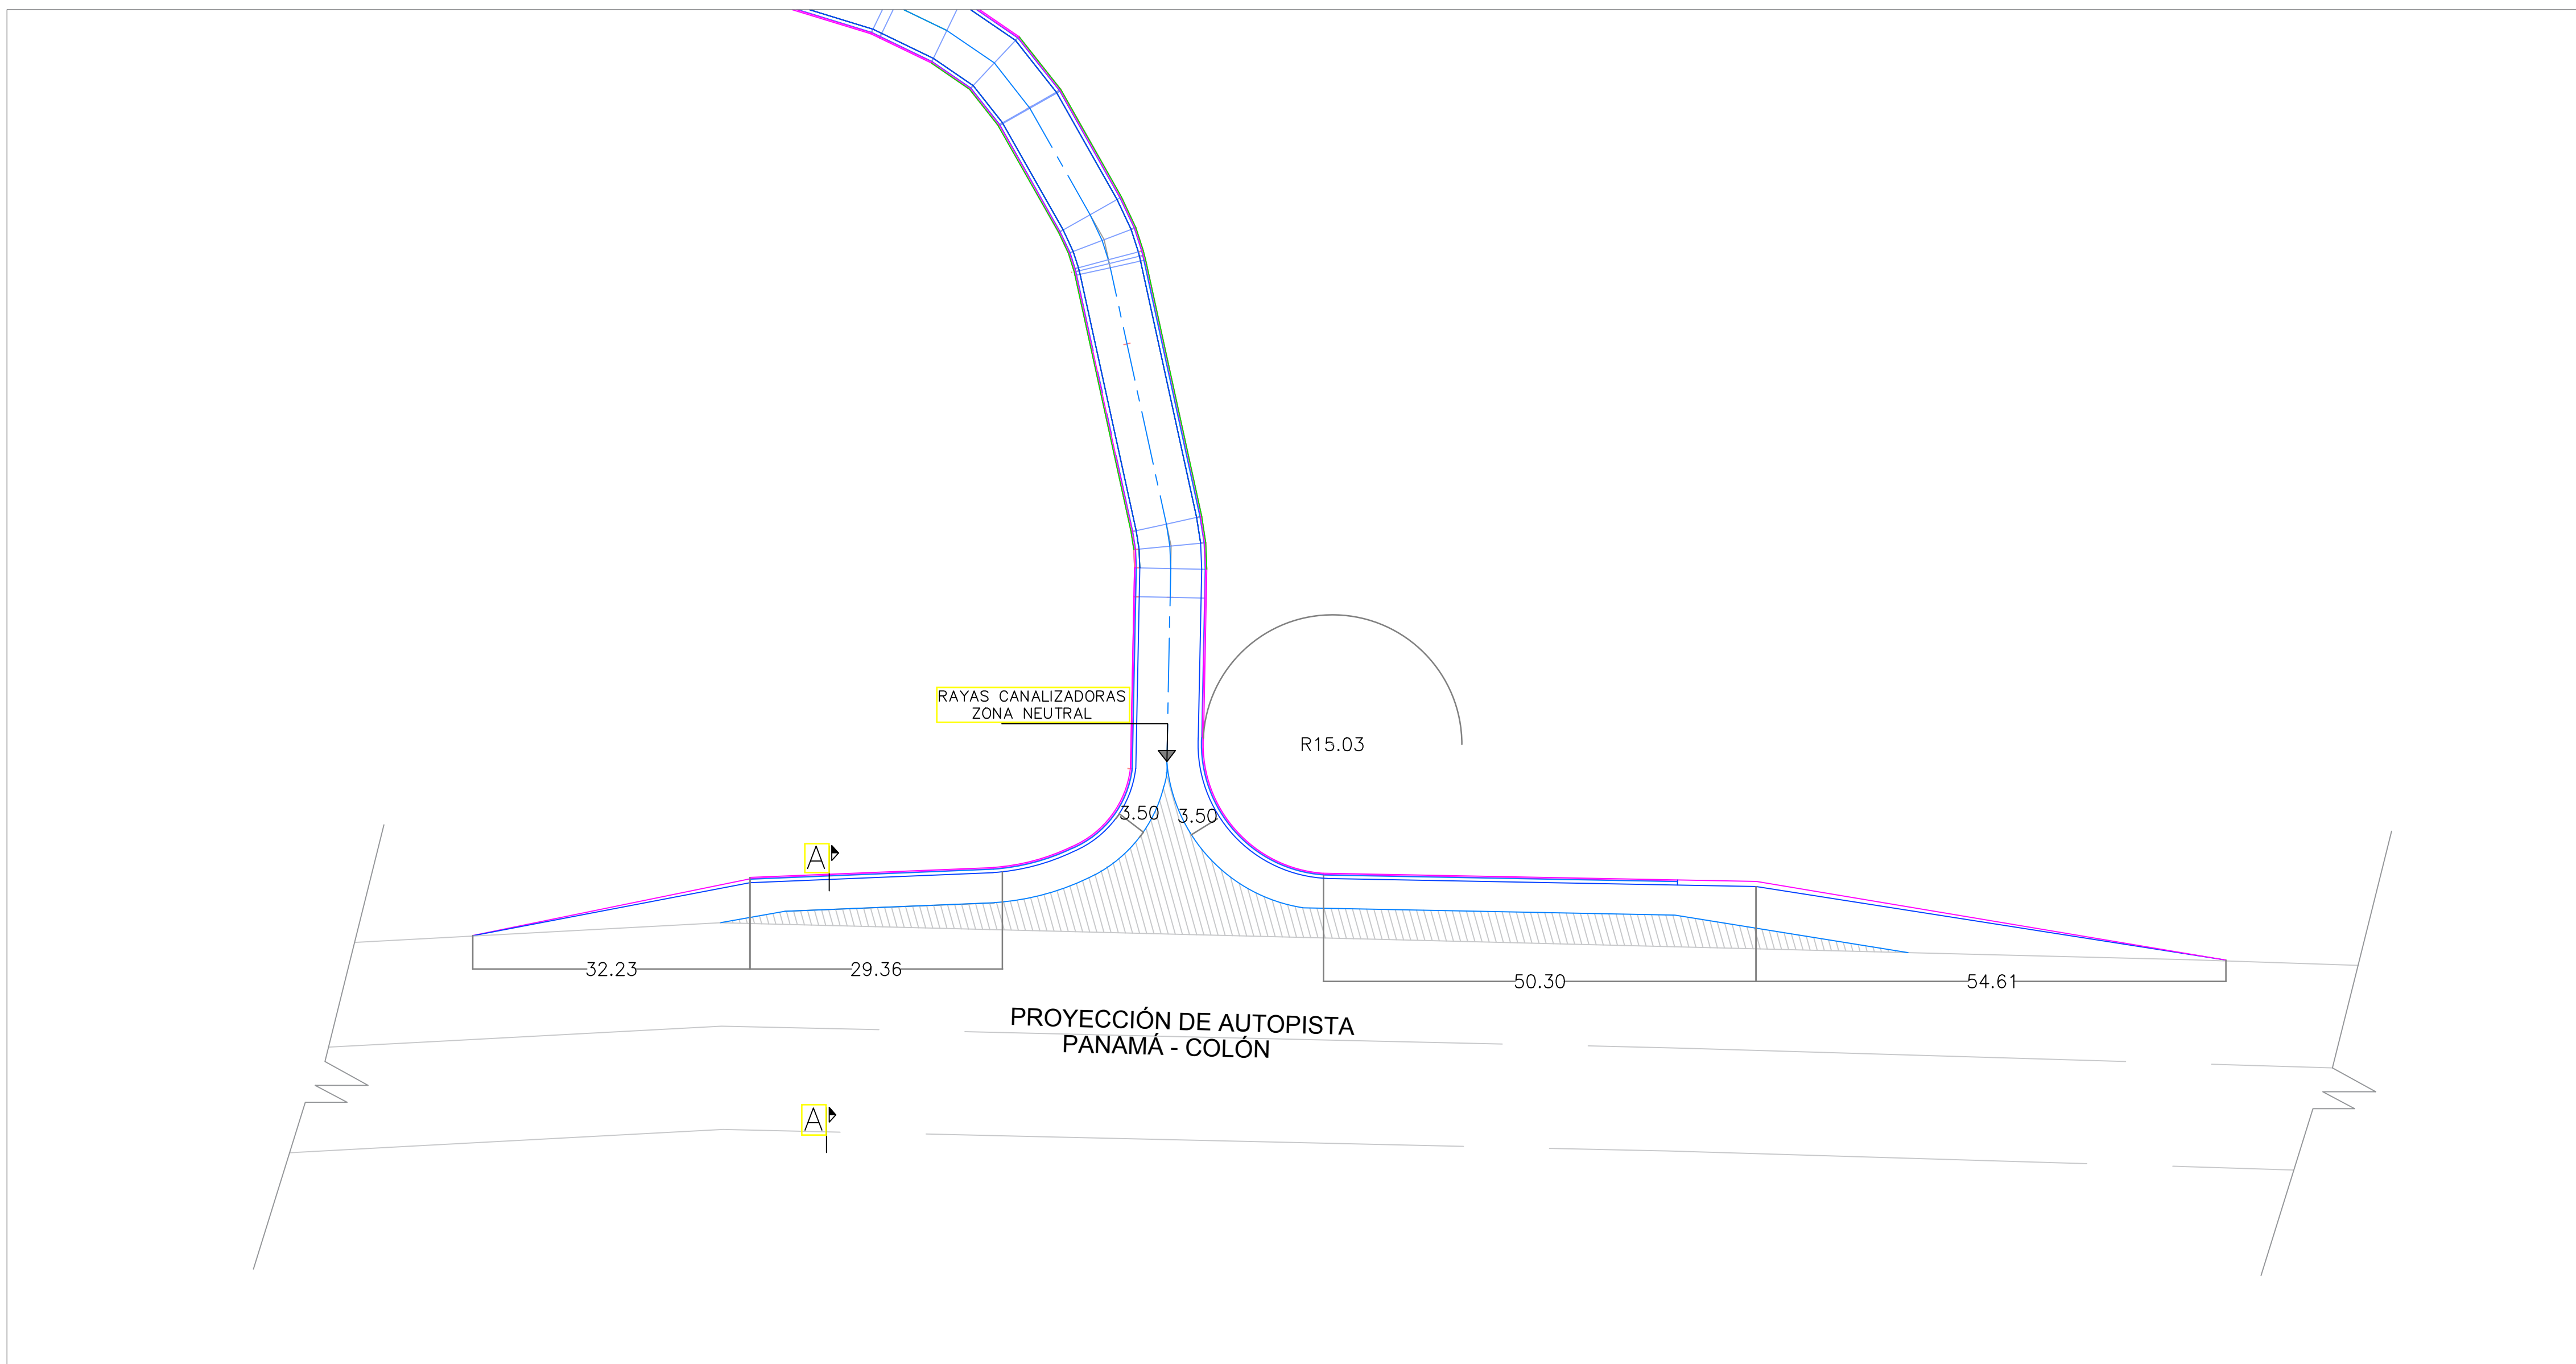 RAYAS CANALIZADORAS
ZONA NEUTRAL
R15.03
3.50
3.50
A
32.23
29.36
50.30
54.61
PROYECCIÓN DE AUTOPISTA
PANAMÁ - COLÓN
A